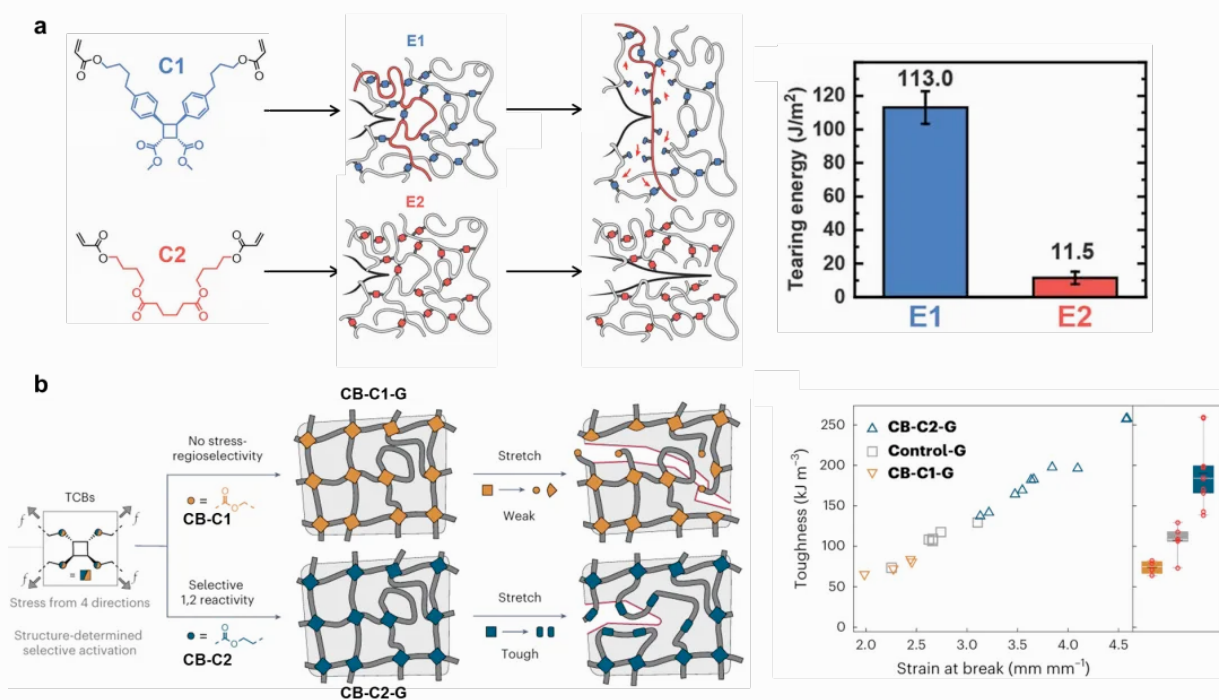 a
C1
O
O
O
O
O
O
O
O
E1
C2
O
O
O
O
O
O
O
O
E2
Tearing energy (J/m²)
120
100
80
60
40
20
0
113.0
11.5
E1
E2
b
TCBs
f
f
f
f
=
Stress from 4 directions
Structure-determined
selective activation
No stress-
regioselectivity
=
O
O
CB-C1
Selective
1,2 reactivity
=
O
O
CB-C2
CB-C1-G
Stretch
Weak
CB-C2-G
Stretch
Tough
Toughness (kJ m⁻³)
250
200
150
100
50
0
CB-C2-G
Control-G
CB-C1-G
2.0 2.5 3.0 3.5 4.0 4.5
Strain at break (mm mm⁻¹)